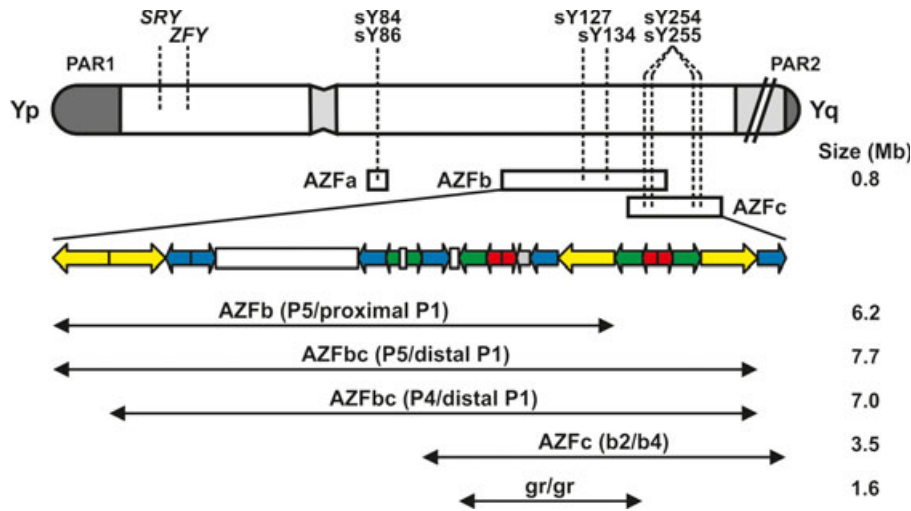 SRY
ZFY
sY84
sY86
sY127
sY134
sY254
sY255
PAR1
PAR2
Yp
Yq
Size (Mb)
AZFa
AZFb
0.8
AZFc
AZFb (P5/proximal P1)
6.2
AZFbc (P5/distal P1)
7.7
AZFbc (P4/distal P1)
7.0
AZFc (b2/b4)
3.5
gr/gr
1.6